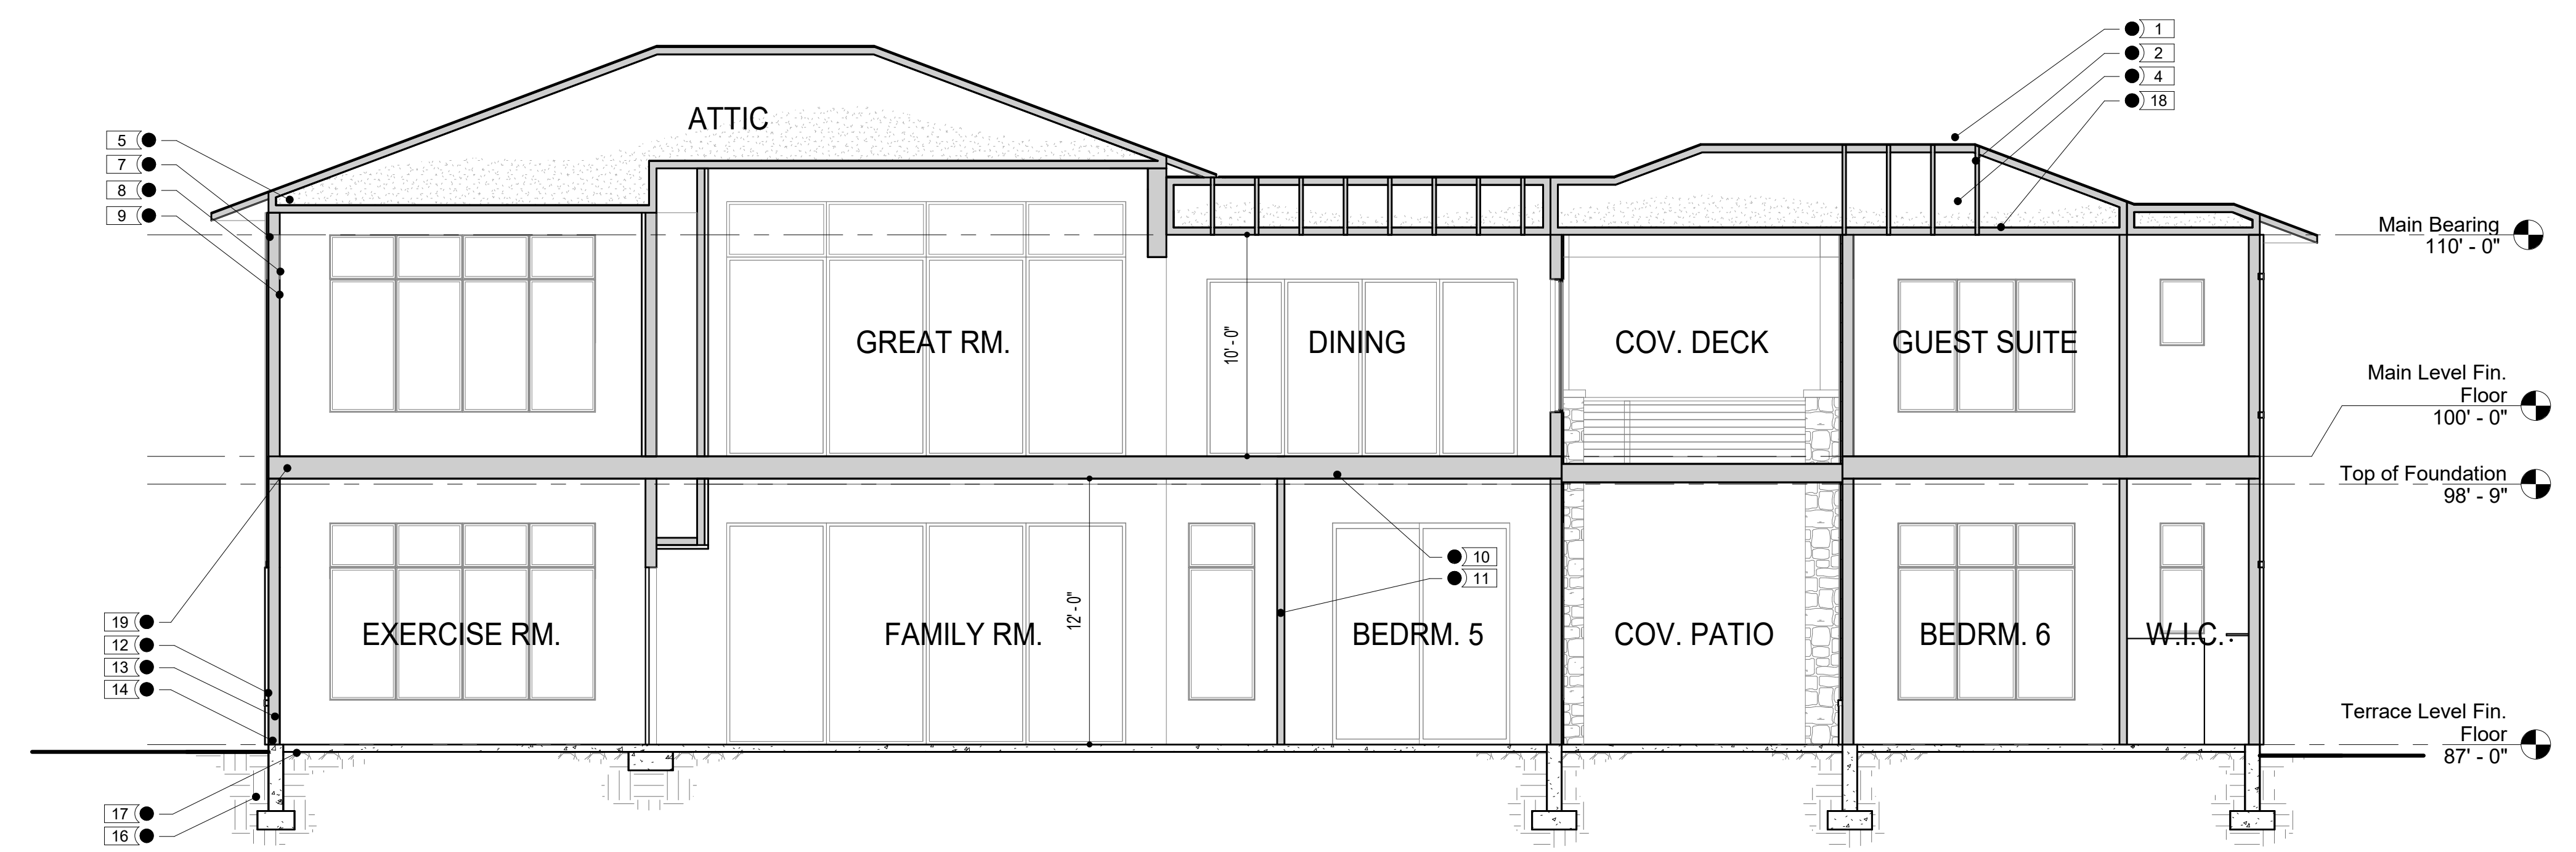 1
2
4
18
ATTIC
5
7
8
9
Main Bearing
110' - 0"
10' - 0"
GREAT RM.
DINING
COV. DECK
GUEST SUITE
Main Level Fin.
Floor
100' - 0"
Top of Foundation
98' - 9"
10
11
12' - 0"
19
12
13
14
EXERCISE RM.
FAMILY RM.
BEDRM. 5
COV. PATIO
BEDRM. 6
W.I.C.
Terrace Level Fin.
Floor
87' - 0"
17
16